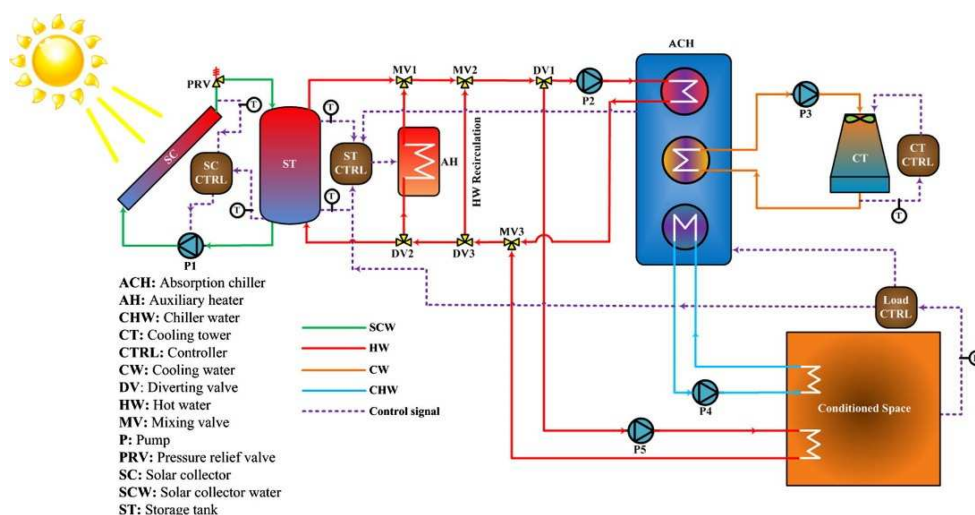 ACH
MV1
MV2
DV1
PRV
P2
P3
T
SC
SC
CTRL
ST
ST
CTRL
AH
HW Recirculation
CT
CT
CTRL
T
T
T
T
MV3
P1
DV2
DV3
P5
P4
Load
CTRL
T
Conditioned Space
ACH: Absorption chiller
AH: Auxiliary heater
CHW: Chiller water
CT: Cooling tower
CTRL: Controller
CW: Cooling water
DV: Diverting valve
HW: Hot water
MV: Mixing valve
P: Pump
PRV: Pressure relief valve
SC: Solar collector
SCW: Solar collector water
ST: Storage tank
SCW
HW
CW
CHW
Control signal